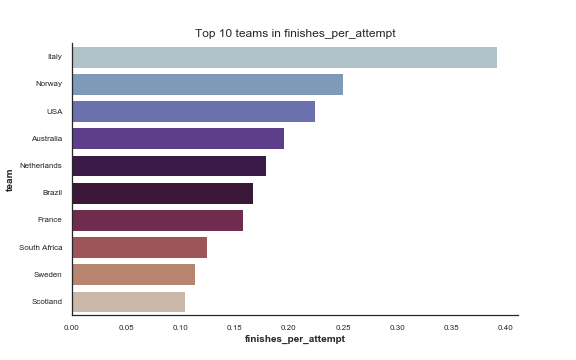 Top 10 teams in finishes_per_attempt
team
Italy
Norway
USA
Australia
Netherlands
Brazil
France
South Africa
Sweden
Scotland
0.00 0.05 0.10 0.15 0.20 0.25 0.30 0.35 0.40
finishes_per_attempt